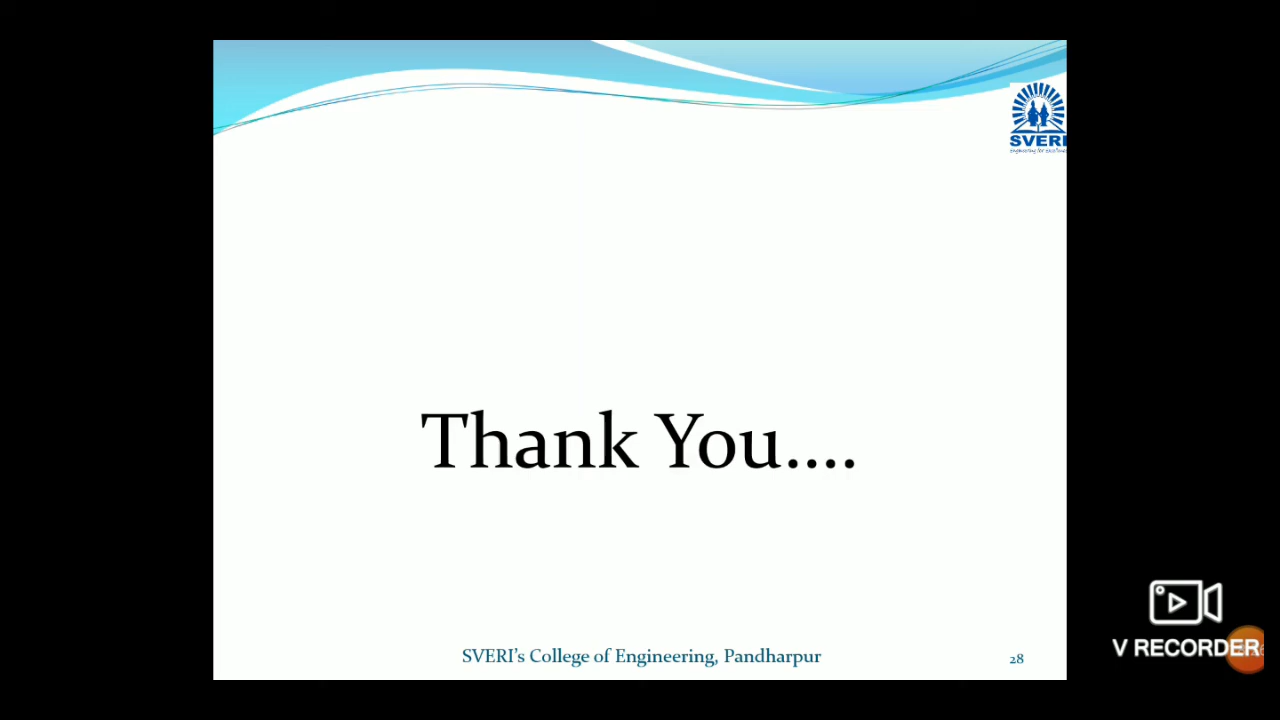 SVERI
Thank You....
SVERI's College of Engineering, Pandharpur
28
V RECORDER